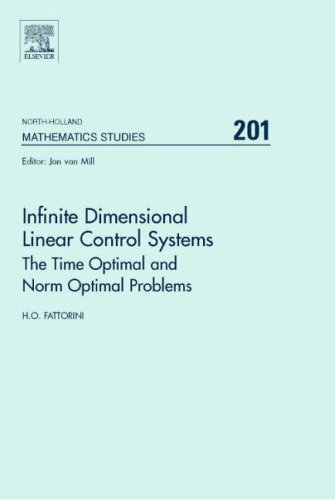 ELSEVIER
NORTH-HOLLAND
MATHEMATICS STUDIES 201
Editor: Jan van Mill
Infinite Dimensional
Linear Control Systems
The Time Optimal and
Norm Optimal Problems
H.O. FATTORINI